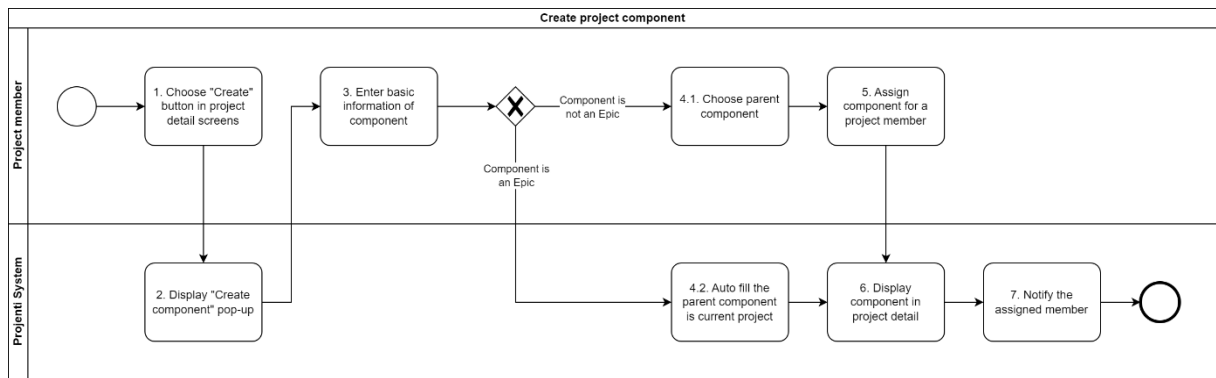 Create project component
Project member
1. Choose "Create"
button in project
detail screens
3. Enter basic
information of
component
Component is
not an Epic
4.1. Choose parent
component
5. Assign
component for a
project member
Component is
an Epic
Projenti System
2. Display "Create
component" pop-up
4.2. Auto fill the
parent component
is current project
6. Display
component in
project detail
7. Notify the
assigned member